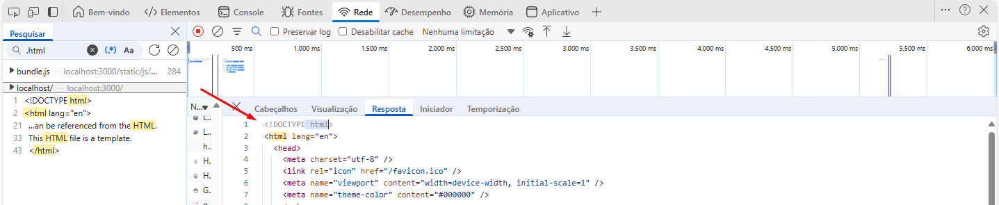 Bem-vindo Elementos Console Fontes Rede Desempenho Memória Aplicativo
Pesquisar
Preservar log Desabilitar cache Nenhuma limitação
.html (.*) Aa
500 ms 1.000 ms 1.500 ms 2.000 ms 2.500 ms 3.000 ms 3.500 ms 4.000 ms 4.500 ms 5.000 ms 5.500 ms 6.000 ms
bundle.js — localhost:3000/static/js/... 284
localhost/ — localhost:3000/
1 <!DOCTYPE html>
2 <html lang="en">
21 ...an be referenced from the HTML.
33 This HTML file is a template.
43 </html>
N...
L...
L...
h...
H...
H...
G...
Cabeçalhos Visualização Resposta Iniciador Temporização
1 <!DOCTYPE html>
2 <html lang="en">
3 <head>
4 <meta charset="utf-8" />
5 <link rel="icon" href="/favicon.ico" />
6 <meta name="viewport" content="width=device-width, initial-scale=1" />
7 <meta name="theme-color" content="#000000" />